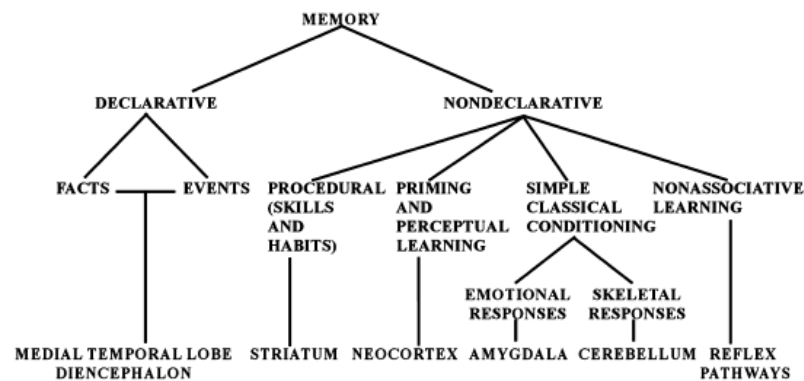 MEMORY
DECLARATIVE
NONDECLARATIVE
FACTS
EVENTS
PROCEDURAL
(SKILLS
AND
HABITS)
PRIMING
AND
PERCEPTUAL
LEARNING
SIMPLE
CLASSICAL
CONDITIONING
NONASSOCIATIVE
LEARNING
EMOTIONAL
RESPONSES
SKELETAL
RESPONSES
MEDIAL TEMPORAL LOBE
DIENCEPHALON
STRIATUM
NEOCORTEX
AMYGDALA
CEREBELLUM
REFLEX
PATHWAYS